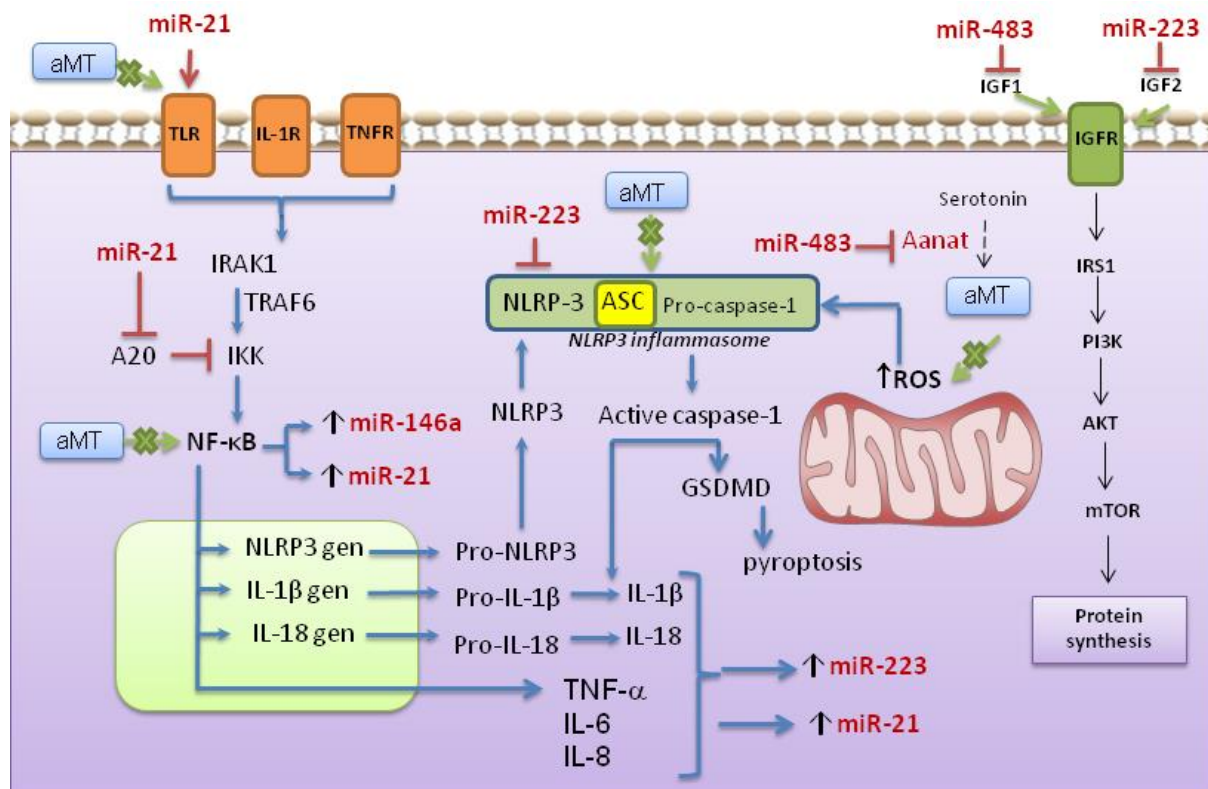 miR-21
aMT
TLR
IL-1R
TNFR
miR-483
miR-223
IGF1
IGF2
IGFR
miR-21
IRAK1
TRAF6
A20
IKK
aMT
NF-κB
↑ miR-146a
↑ miR-21
miR-223
aMT
NLRP-3
ASC
Pro-caspase-1
NLRP3 inflammasome
miR-483
Aanat
Serotonin
aMT
↑ROS
IRS1
PI3K
AKT
mTOR
Protein
synthesis
NLRP3
Active caspase-1
GSDMD
pyroptosis
NLRP3 gen
Pro-NLRP3
IL-1β gen
Pro-IL-1β
IL-1β
IL-18 gen
Pro-IL-18
IL-18
TNF-α
IL-6
IL-8
↑ miR-223
↑ miR-21